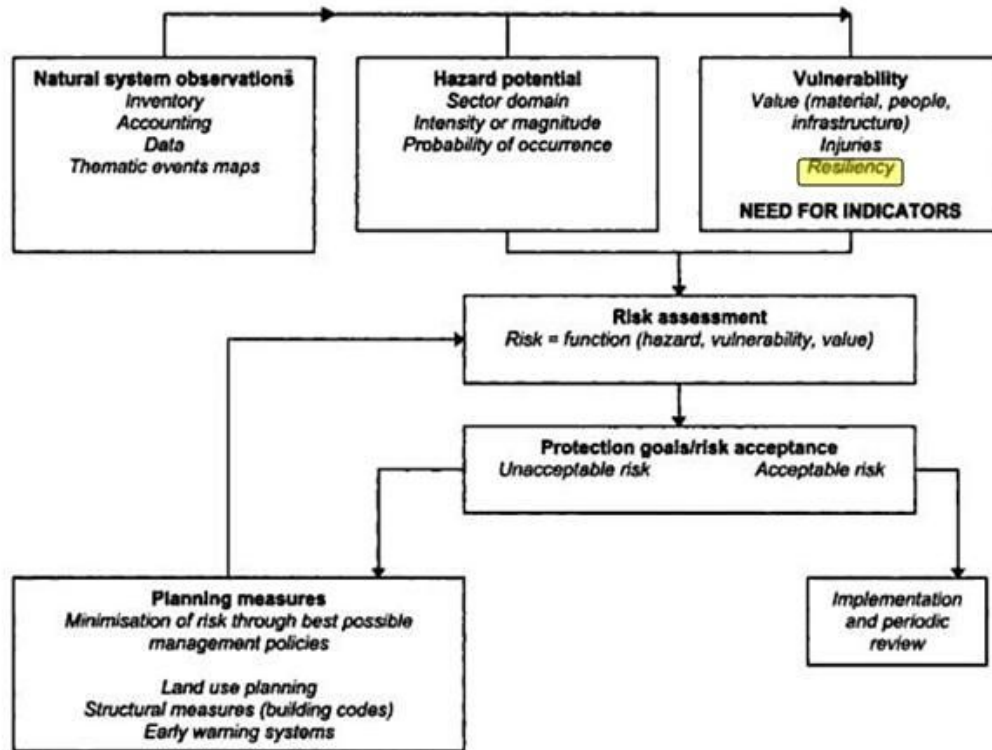 Natural system observations
Inventory
Accounting
Data
Thematic events maps
Hazard potential
Sector domain
Intensity or magnitude
Probability of occurrence
Vulnerability
Value (material, people,
infrastructure)
Injuries
Resiliency
NEED FOR INDICATORS
Risk assessment
Risk = function (hazard, vulnerability, value)
Protection goals/risk acceptance
Unacceptable risk Acceptable risk
Planning measures
Minimisation of risk through best possible
management policies
Land use planning
Structural measures (building codes)
Early warning systems
Implementation
and periodic
review